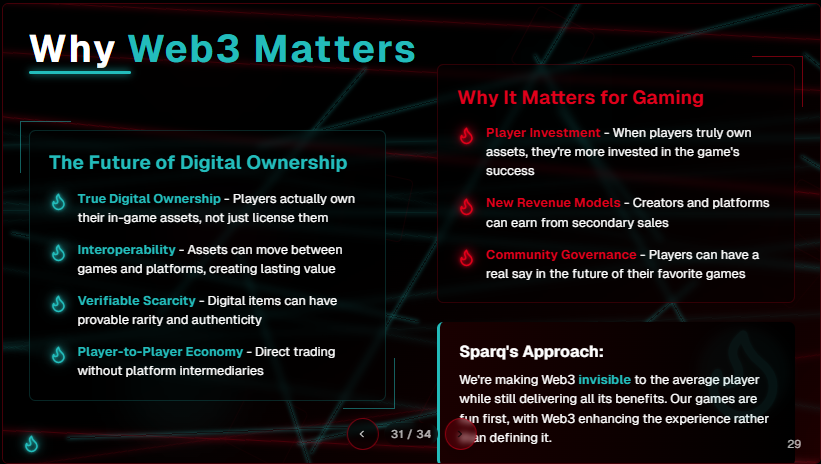 Why Web3 Matters
The Future of Digital Ownership
True Digital Ownership - Players actually own
their in-game assets, not just license them
Interoperability - Assets can move between
games and platforms, creating lasting value
Verifiable Scarcity - Digital items can have
provable rarity and authenticity
Player-to-Player Economy - Direct trading
without platform intermediaries
Why It Matters for Gaming
Player Investment - When players truly own
assets, they're more invested in the game's
success
New Revenue Models - Creators and platforms
can earn from secondary sales
Community Governance - Players can have a
real say in the future of their favorite games
Sparq's Approach:
We're making Web3 invisible to the average player
while still delivering all its benefits. Our games are
fun first, with Web3 enhancing the experience rather
than defining it.
31 / 34
29